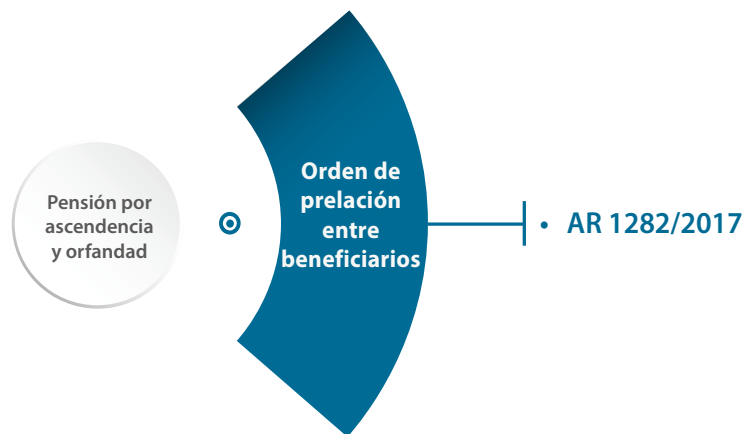 Pensión por
ascendencia
y orfandad
Orden de
prelación
entre
beneficiarios
• AR 1282/2017